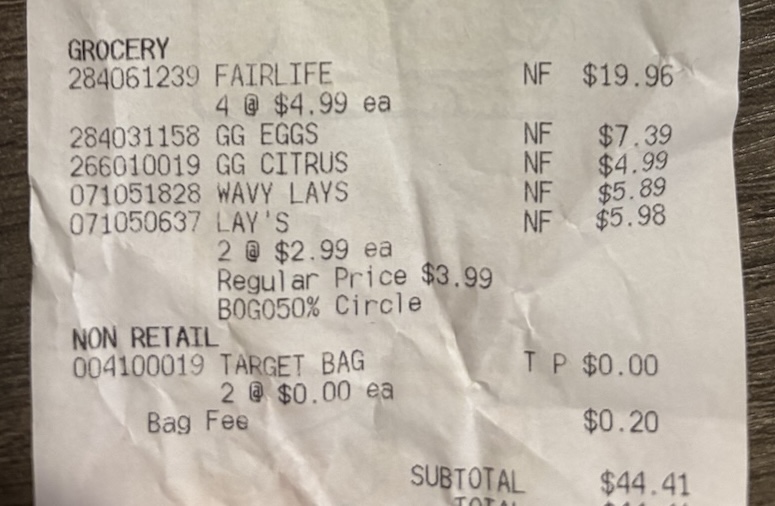 GROCERY
284061239 FAIRLIFE NF $19.96
4 @ $4.99 ea
284031158 GG EGGS NF $7.39
266010019 GG CITRUS NF $4.99
071051828 WAVY LAYS NF $5.89
071050637 LAY'S NF $5.98
2 @ $2.99 ea
Regular Price $3.99
BOGO50% Circle
NON RETAIL
004100019 TARGET BAG T P $0.00
2 @ $0.00 ea
Bag Fee $0.20
SUBTOTAL $44.41
TOTAL